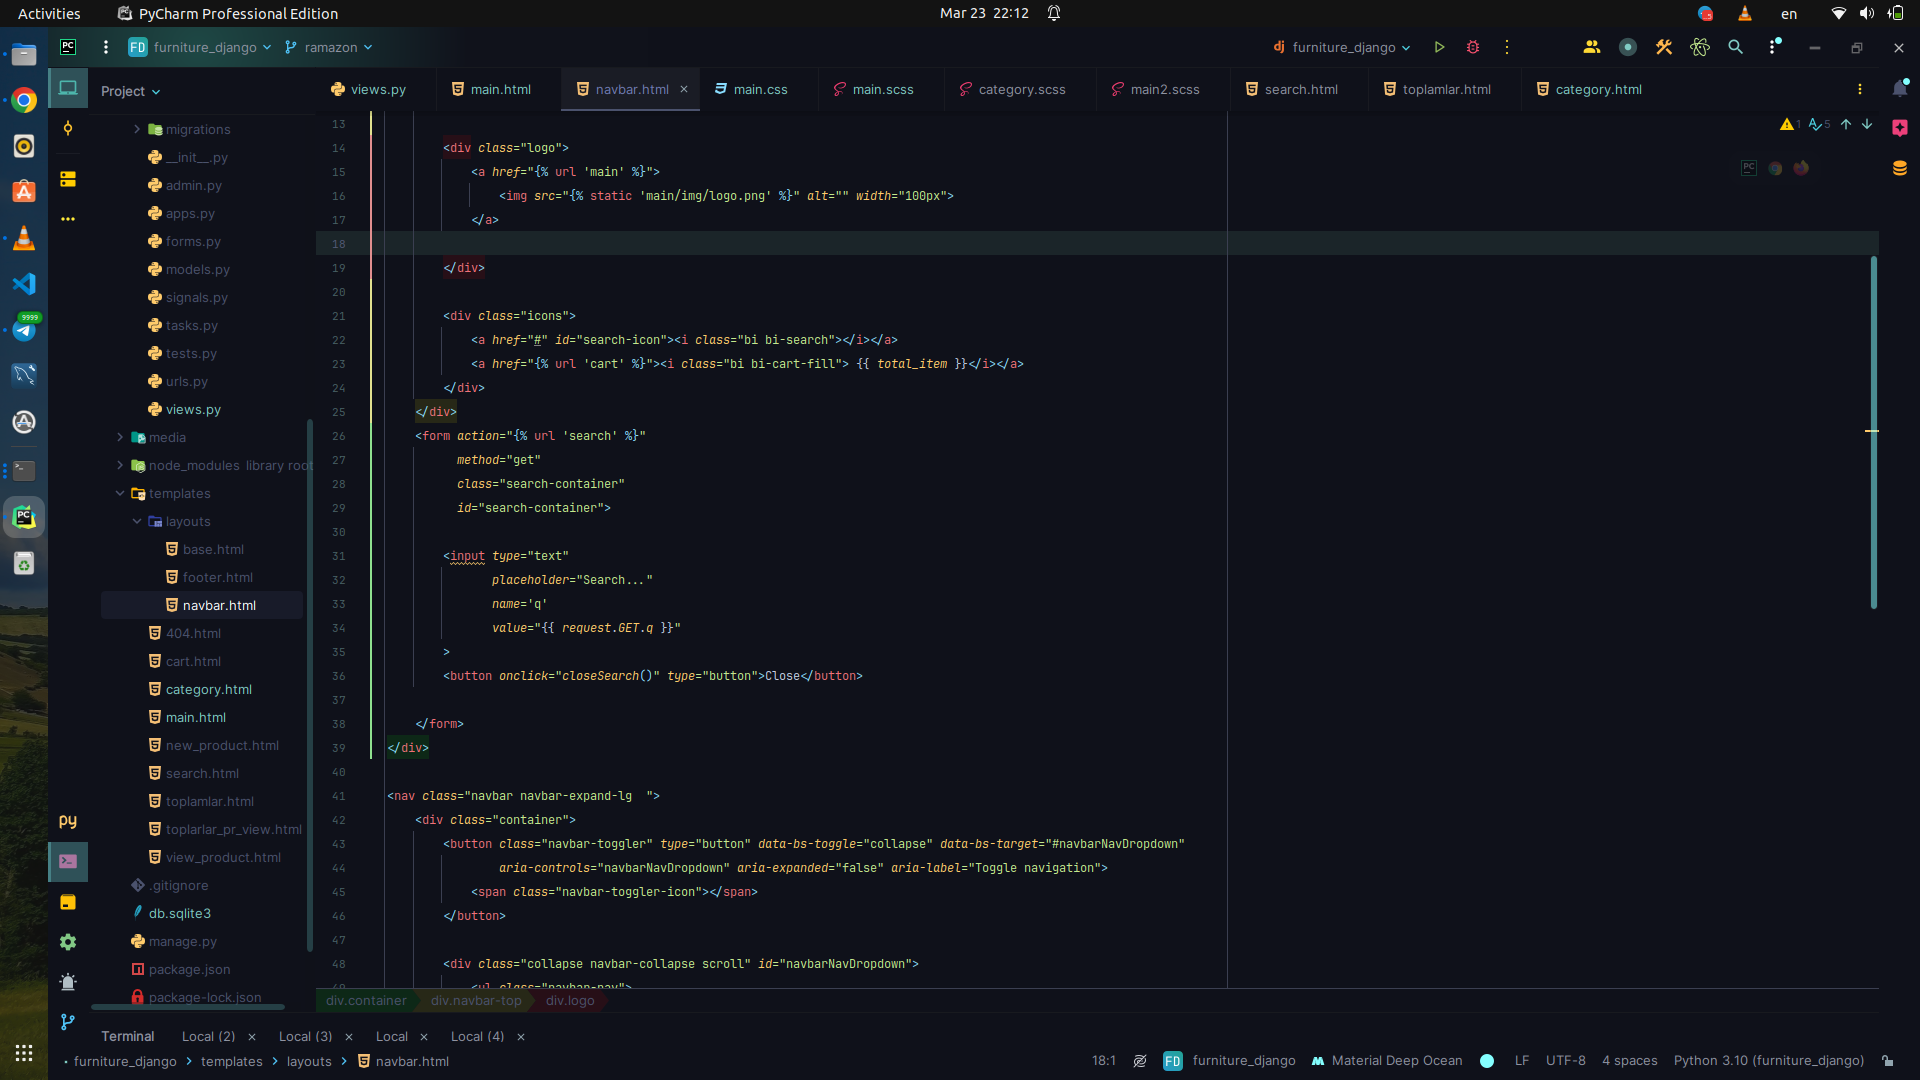 Activities PyCharm Professional Edition Mar 23 22:12 en
PC FD furniture_django ramazon dj furniture_django
Project views.py main.html navbar.html main.css main.scss category.scss main2.scss search.html toplamlar.html category.html
migrations
__init__.py
admin.py
apps.py
forms.py
models.py
signals.py
tasks.py
tests.py
urls.py
views.py
media
node_modules library root
templates
layouts
base.html
footer.html
navbar.html
404.html
cart.html
category.html
main.html
new_product.html
search.html
toplamlar.html
toplarlar_pr_view.html
view_product.html
.gitignore
db.sqlite3
manage.py
package.json
package-lock.json
9999
1 5
13
14 <div class="logo">
15 <a href="{% url 'main' %}">
16 <img src="{% static 'main/img/logo.png' %}" alt="" width="100px">
17 </a>
18
19 </div>
20
21 <div class="icons">
22 <a href="#" id="search-icon"><i class="bi bi-search"></i></a>
23 <a href="{% url 'cart' %}"><i class="bi bi-cart-fill"> {{ total_item }}</i></a>
24 </div>
25 </div>
26 <form action="{% url 'search' %}"
27 method="get"
28 class="search-container"
29 id="search-container">
30
31 <input type="text"
32 placeholder="Search..."
33 name='q'
34 value="{{ request.GET.q }}"
35 >
36 <button onclick="closeSearch()" type="button">Close</button>
37
38 </form>
39 </div>
40
41 <nav class="navbar navbar-expand-lg  ">
42 <div class="container">
43 <button class="navbar-toggler" type="button" data-bs-toggle="collapse" data-bs-target="#navbarNavDropdown"
44 aria-controls="navbarNavDropdown" aria-expanded="false" aria-label="Toggle navigation">
45 <span class="navbar-toggler-icon"></span>
46 </button>
47
48 <div class="collapse navbar-collapse scroll" id="navbarNavDropdown">
49 <ul class="navbar-nav">
div.container div.navbar-top div.logo
Terminal Local (2) Local (3) Local Local (4)
furniture_django templates layouts navbar.html 18:1 FD furniture_django Material Deep Ocean LF UTF-8 4 spaces Python 3.10 (furniture_django)